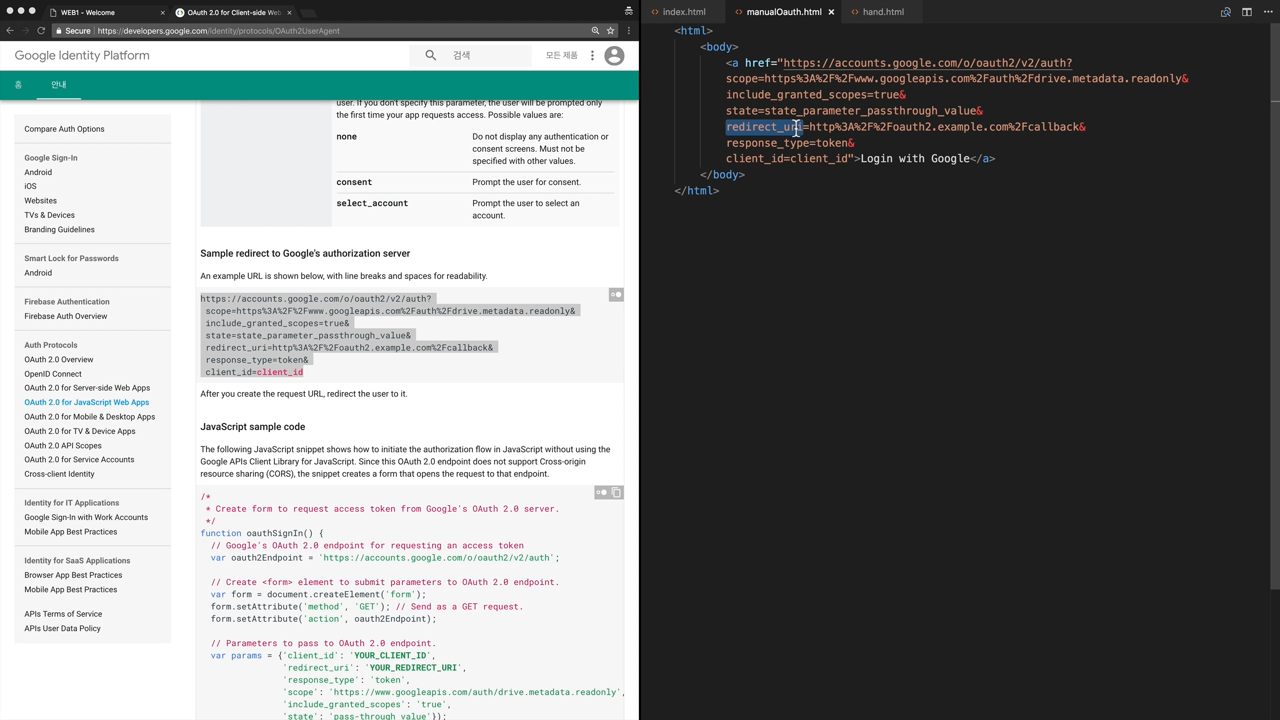 WEB1 - Welcome
OAuth 2.0 for Client-side Web
Secure
https://developers.google.com/identity/protocols/OAuth2UserAgent
Google Identity Platform
검색
모든 제품
홈
안내
Compare Auth Options
Google Sign-In
Android
iOS
Websites
TVs & Devices
Branding Guidelines
Smart Lock for Passwords
Android
Firebase Authentication
Firebase Auth Overview
Auth Protocols
OAuth 2.0 Overview
OpenID Connect
OAuth 2.0 for Server-side Web Apps
OAuth 2.0 for JavaScript Web Apps
OAuth 2.0 for Mobile & Desktop Apps
OAuth 2.0 for TV & Device Apps
OAuth 2.0 API Scopes
OAuth 2.0 for Service Accounts
Cross-client Identity
Identity for IT Applications
Google Sign-In with Work Accounts
Mobile App Best Practices
Identity for SaaS Applications
Browser App Best Practices
Mobile App Best Practices
APIs Terms of Service
APIs User Data Policy
user. If you don't specify this parameter, the user will be prompted only
the first time your app requests access. Possible values are:
none
Do not display any authentication
or consent screens. Must not be
specified with other values.
consent
Prompt the user for consent.
select_account
Prompt the user to select an
account.
Sample redirect to Google's authorization server
An example URL is shown below, with line breaks and spaces for readability.
https://accounts.google.com/o/oauth2/v2/auth?
scope=https%3A%2F%2Fwww.googleapis.com%2Fauth%2Fdrive.metadata.readonly&
include_granted_scopes=true&
state=state_parameter_passthrough_value&
redirect_uri=http%3A%2F%2Foauth2.example.com%2Fcallback&
response_type=token&
client_id=client_id
After you create the request URL, redirect the user to it.
JavaScript sample code
The following JavaScript snippet shows how to initiate the authorization flow in JavaScript without using the
Google APIs Client Library for JavaScript. Since this OAuth 2.0 endpoint does not support Cross-origin
resource sharing (CORS), the snippet creates a form that opens the request to that endpoint.
/*
* Create form to request access token from Google's OAuth 2.0 server.
*/
function oauthSignIn() {
// Google's OAuth 2.0 endpoint for requesting an access token
var oauth2Endpoint = 'https://accounts.google.com/o/oauth2/v2/auth';
// Create <form> element to submit parameters to OAuth 2.0 endpoint.
var form = document.createElement('form');
form.setAttribute('method', 'GET'); // Send as a GET request.
form.setAttribute('action', oauth2Endpoint);
// Parameters to pass to OAuth 2.0 endpoint.
var params = {'client_id': 'YOUR_CLIENT_ID',
'redirect_uri': 'YOUR_REDIRECT_URI',
'response_type': 'token',
'scope': 'https://www.googleapis.com/auth/drive.metadata.readonly',
'include_granted_scopes': 'true',
'state': 'pass-through value'};
index.html
manualOauth.html
hand.html
<html>
<body>
<a href="https://accounts.google.com/o/oauth2/v2/auth?
scope=https%3A%2F%2Fwww.googleapis.com%2Fauth%2Fdrive.metadata.readonly&
include_granted_scopes=true&
state=state_parameter_passthrough_value&
redirect_uri=http%3A%2F%2Foauth2.example.com%2Fcallback&
response_type=token&
client_id=client_id">Login with Google</a>
</body>
</html>